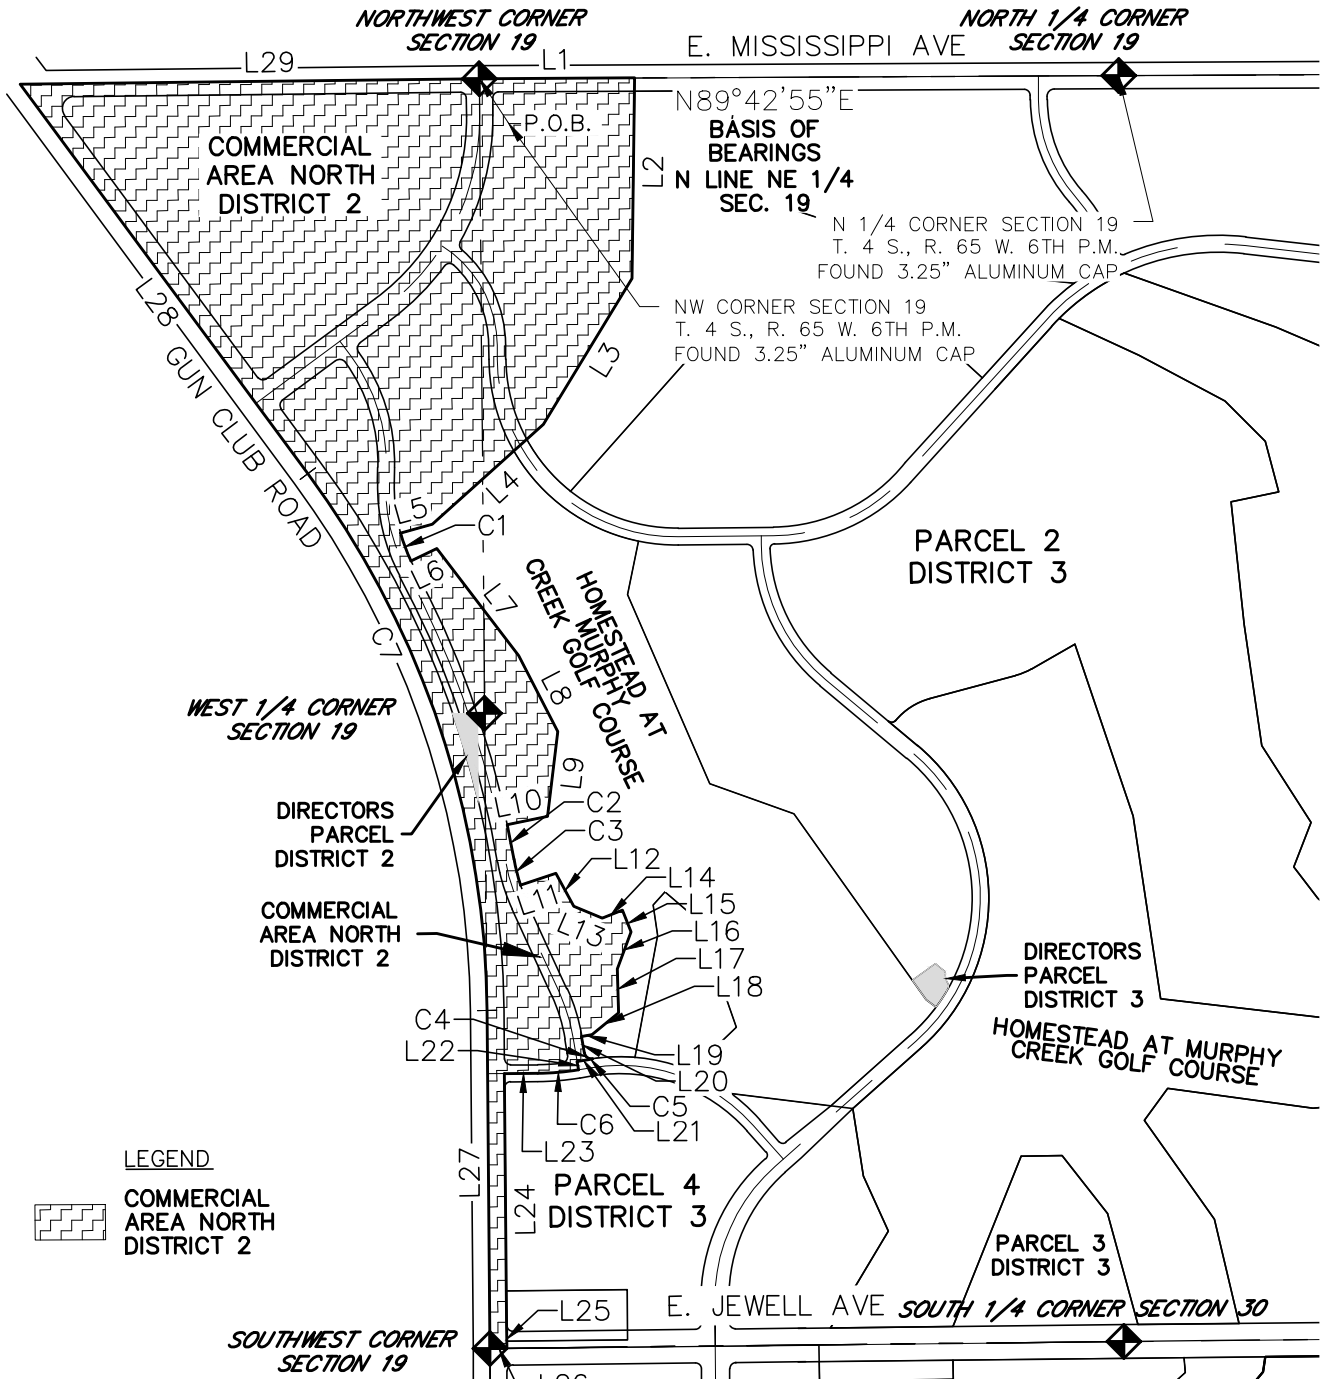 NORTHWEST CORNER
SECTION 19
NORTH 1/4 CORNER
SECTION 19
L29
L1
E. MISSISSIPPI AVE
N89°42'55"E
P.O.B.
BASIS OF
BEARINGS
N LINE NE 1/4
SEC. 19
COMMERCIAL
AREA NORTH
DISTRICT 2
L2
N 1/4 CORNER SECTION 19
T. 4 S., R. 65 W. 6TH P.M.
FOUND 3.25" ALUMINUM CAP
NW CORNER SECTION 19
T. 4 S., R. 65 W. 6TH P.M.
FOUND 3.25" ALUMINUM CAP
L28
GUN CLUB ROAD
L3
L4
L5
C1
L6
L7
PARCEL 2
DISTRICT 3
HOMESTEAD AT
MURPHY
CREEK GOLF COURSE
C7
L8
WEST 1/4 CORNER
SECTION 19
L9
L10
C2
DIRECTORS
PARCEL
DISTRICT 2
C3
L12
L14
L11
L15
L13
L16
COMMERCIAL
AREA NORTH
DISTRICT 2
L17
L18
DIRECTORS
PARCEL
DISTRICT 3
C4
L22
L19
L20
HOMESTEAD AT MURPHY
CREEK GOLF COURSE
C5
C6
L21
L23
L27
L24
LEGEND
COMMERCIAL
AREA NORTH
DISTRICT 2
PARCEL 4
DISTRICT 3
PARCEL 3
DISTRICT 3
L25
E. JEWELL AVE
SOUTH 1/4 CORNER SECTION 30
SOUTHWEST CORNER
SECTION 19